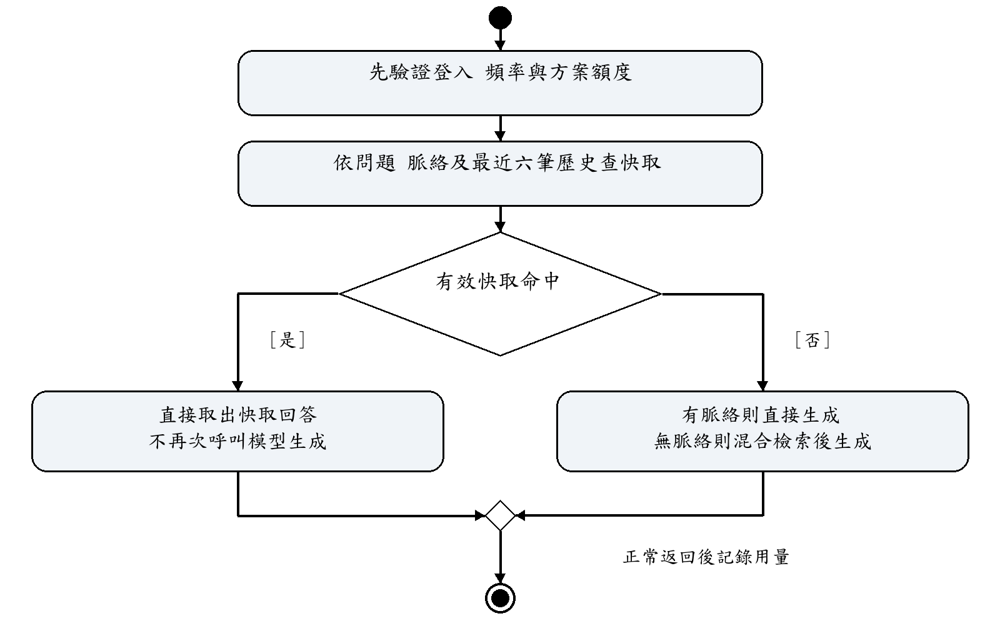 先驗證登入 頻率與方案額度
依問題 脈絡及最近六筆歷史查快取
有效快取命中
[是]
[否]
直接取出快取回答
不再次呼叫模型生成
有脈絡則直接生成
無脈絡則混合檢索後生成
正常返回後記錄用量